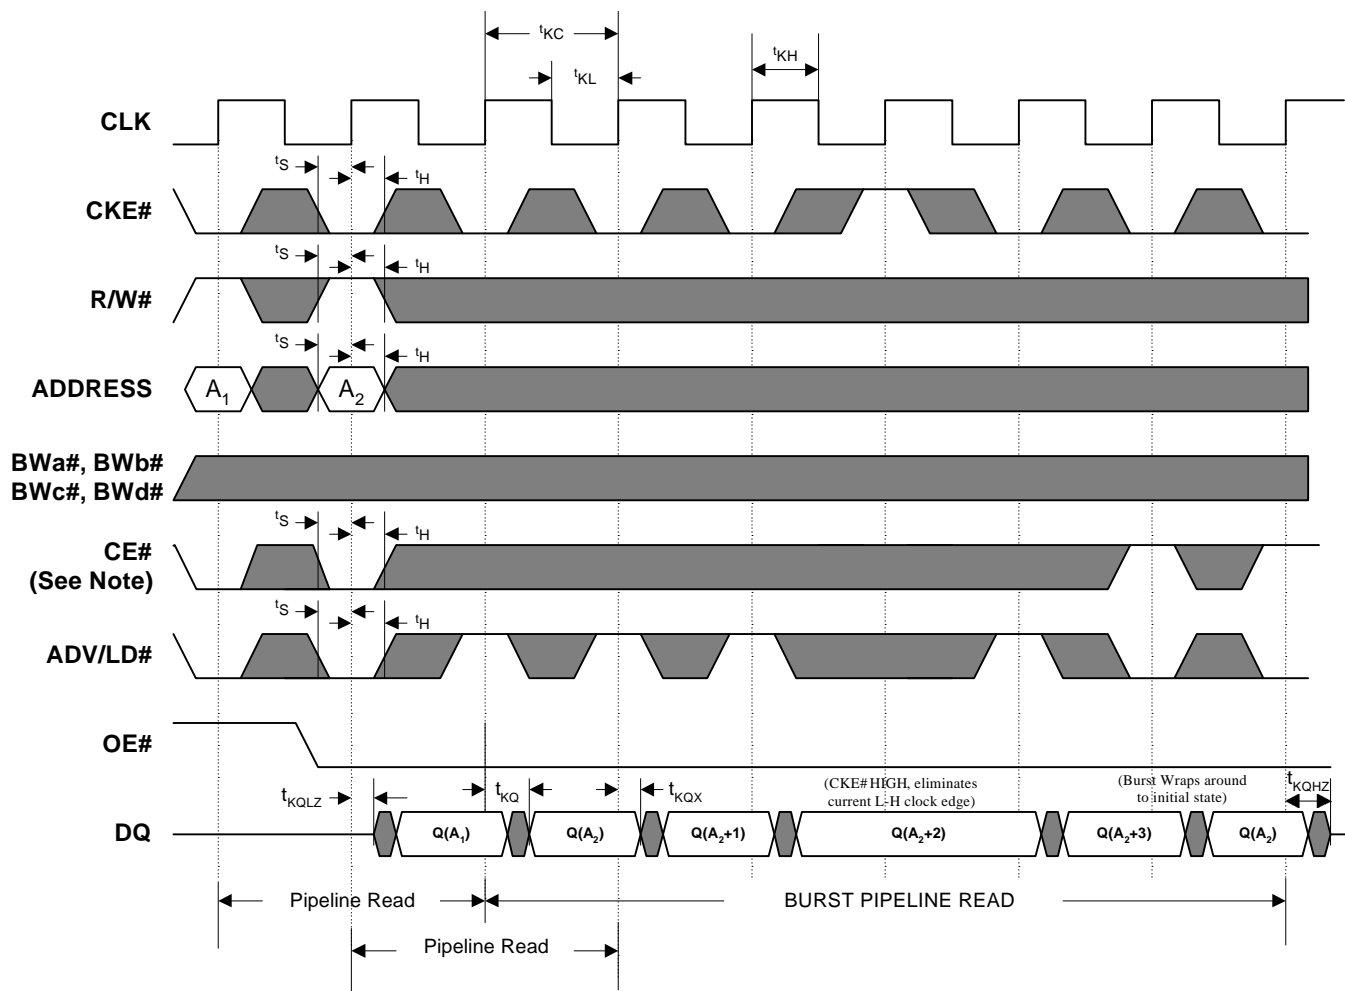 tKC
tKH
tKL
CLK
tS
tH
CKE#
tS
tH
R/W#
tS
tH
ADDRESS
A1
A2
BWa#, BWb#
BWc#, BWd#
tS
tH
CE#
(See Note)
tS
tH
ADV/LD#
OE#
(CKE# HIGH, eliminates
current L-H clock edge)
(Burst Wraps around
to initial state)
tKQLZ
tKQ
tKQX
tKQHZ
DQ
Q(A1)
Q(A2)
Q(A2+1)
Q(A2+2)
Q(A2+3)
Q(A2)
Pipeline Read
BURST PIPELINE READ
Pipeline Read